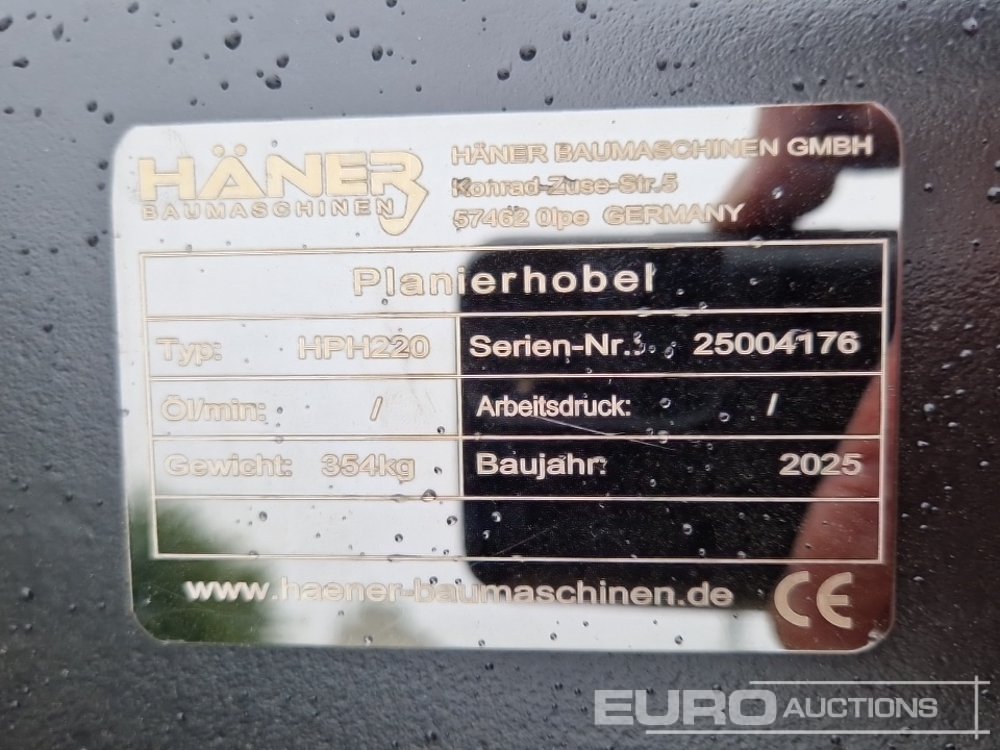 HÄNER
BAUMASCHINEN
HÄNER BAUMASCHINEN GMBH
Konrad-Zuse-Str.5
57462 Olpe GERMANY
Planierhobel
Typ: HPH220
Serien-Nr.: 25004176
Öl/min: /
Arbeitsdruck: /
Gewicht: 354kg
Baujahr: 2025
www.haener-baumaschinen.de
CE
EURO AUCTIONS